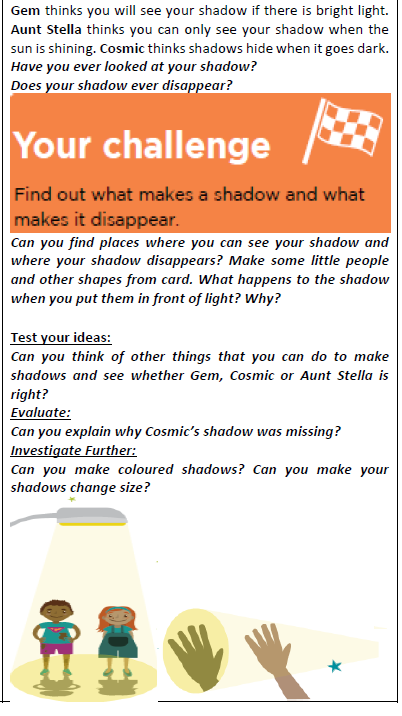 Gem thinks you will see your shadow if there is bright light.
Aunt Stella thinks you can only see your shadow when the
sun is shining. Cosmic thinks shadows hide when it goes dark.
Have you ever looked at your shadow?
Does your shadow ever disappear?
Your challenge
Find out what makes a shadow and what
makes it disappear.
Can you find places where you can see your shadow and
where your shadow disappears? Make some little people
and other shapes from card. What happens to the shadow
when you put them in front of light? Why?
Test your ideas:
Can you think of other things that you can do to make
shadows and see whether Gem, Cosmic or Aunt Stella is
right?
Evaluate:
Can you explain why Cosmic's shadow was missing?
Investigate Further:
Can you make coloured shadows? Can you make your
shadows change size?